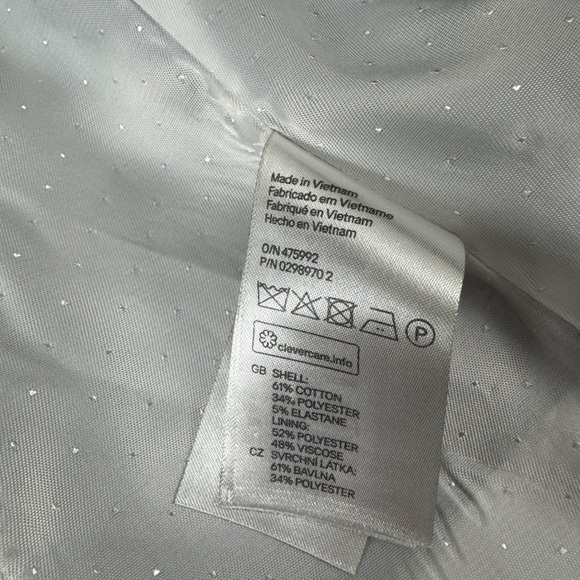 Made in Vietnam
Fabricado em Vietname
Fabriqué en Vietnam
Hecho en Vietnam
O/N 475992
P/N 0298970 2
P
clevercare.info
GB SHELL:
61% COTTON
34% POLYESTER
5% ELASTANE
LINING:
52% POLYESTER
48% VISCOSE
CZ SVRCHNÍ LÁTKA:
61% BAVLNA
34% POLYESTER